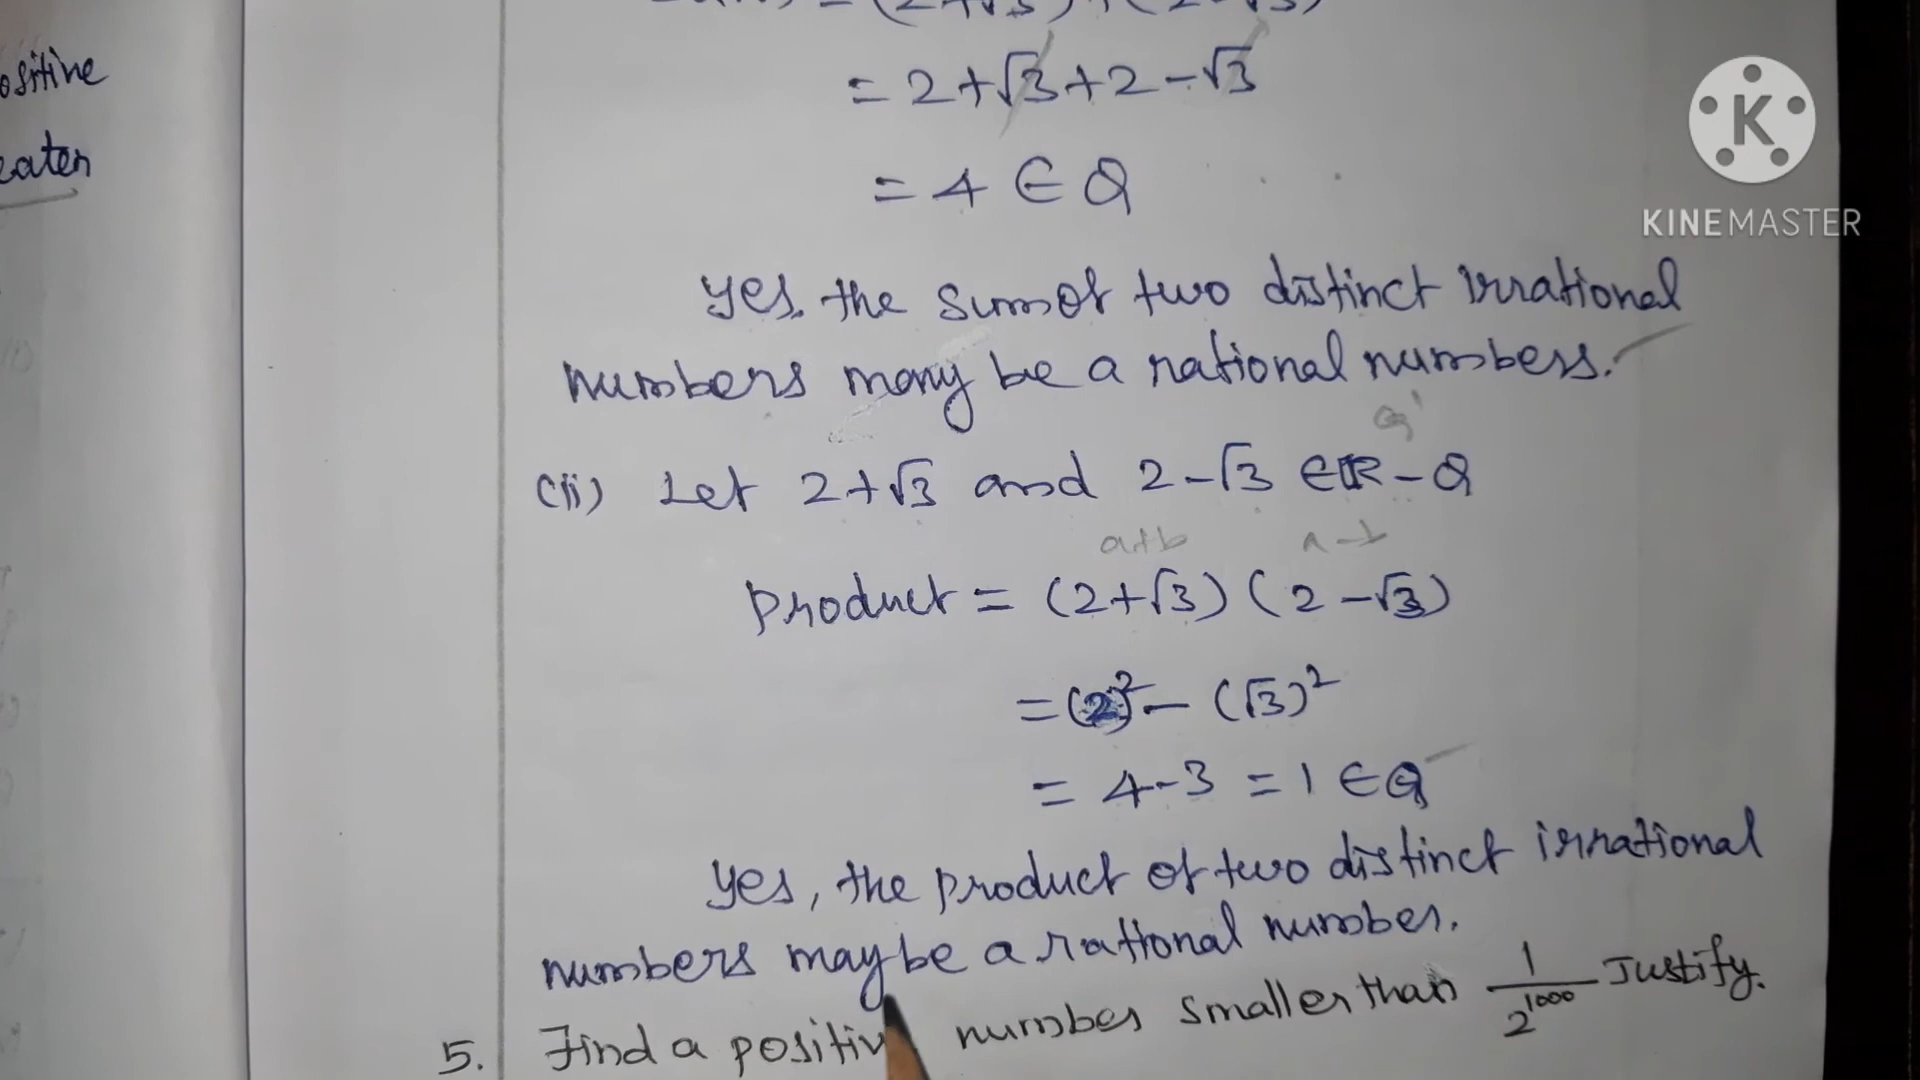 ositive
eater
= 2+√3+2-√3
= 4 ∈ Q
KINEMASTER
Yes. the sum of two distinct irrational
numbers many be a rational numbers.
Q'
(ii) Let 2+√3 and 2-√3 ∈ R - Q
a+b a-b
Product = (2+√3) (2-√3)
= (2)² - (√3)²
= 4-3 = 1 ∈ Q
Yes, the product of two distinct irrational
numbers may be a rational number.
5. Find a positiv number smaller than 1/2^1000 Justify.